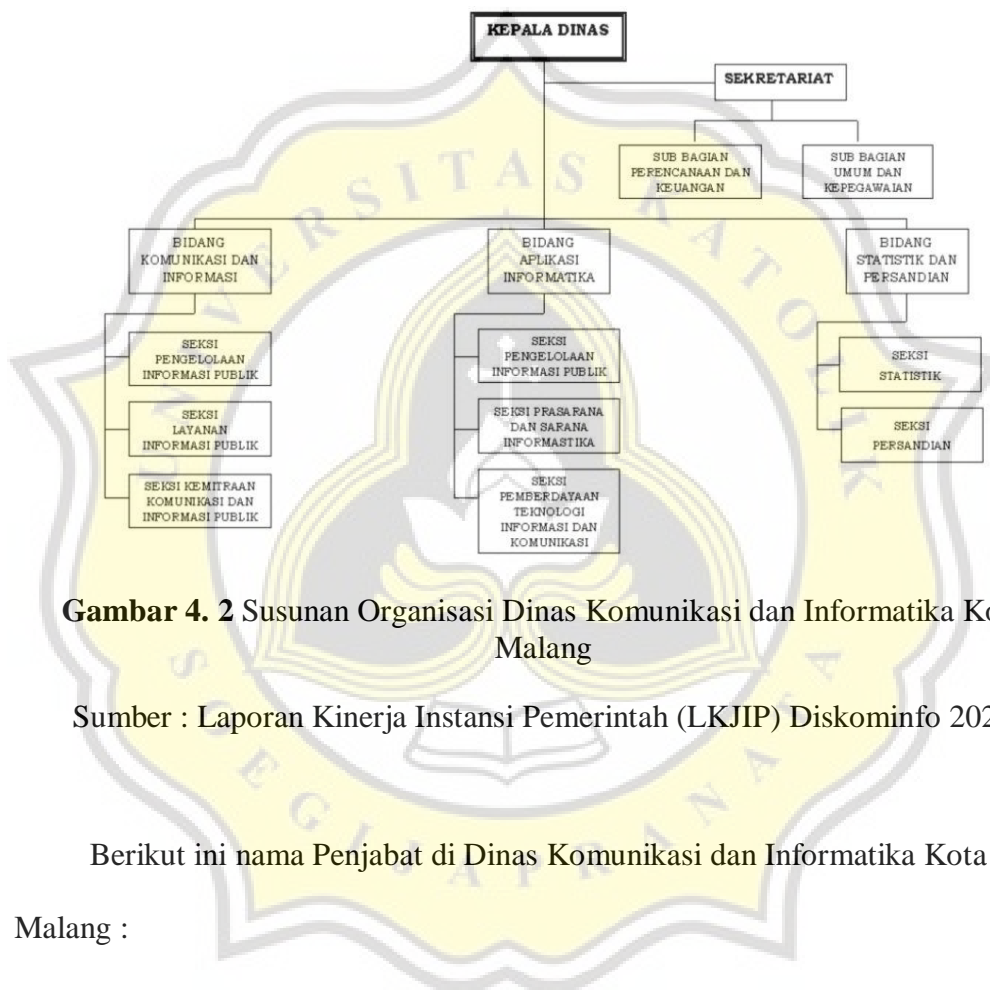 KEPALA DINAS
SEKRETARIAT
SUB BAGIAN
PERENCANAAN DAN
KEUANGAN
SUB BAGIAN
UMUM DAN
KEPEGAWAIAN
BIDANG
KOMUNIKASI DAN
INFORMASI
BIDANG
APLIKASI
INFORMATIKA
BIDANG
STATISTIK DAN
PERSANDIAN
SEKSI
PENGELOLAAN
INFORMASI PUBLIK
SEKSI
LAYANAN
INFORMASI PUBLIK
SEKSI KEMITRAAN
KOMUNIKASI DAN
INFORMASI PUBLIK
SEKSI
PENGELOLAAN
INFORMASI PUBLIK
SEKSI PRASARANA
DAN SARANA
INFORMASTIKA
SEKSI
PEMBERDAYAAN
TEKNOLOGI
INFORMASI DAN
KOMUNIKASI
SEKSI
STATISTIK
SEKSI
PERSANDIAN
Gambar 4. 2 Susunan Organisasi Dinas Komunikasi dan Informatika
Malang
Sumber : Laporan Kinerja Instansi Pemerintah (LKJIP) Diskominfo
Berikut ini nama Penjabat di Dinas Komunikasi dan Informatika Kota
Malang :
UNIVERSITAS KATOLIK
SOEGIJAPRANATA